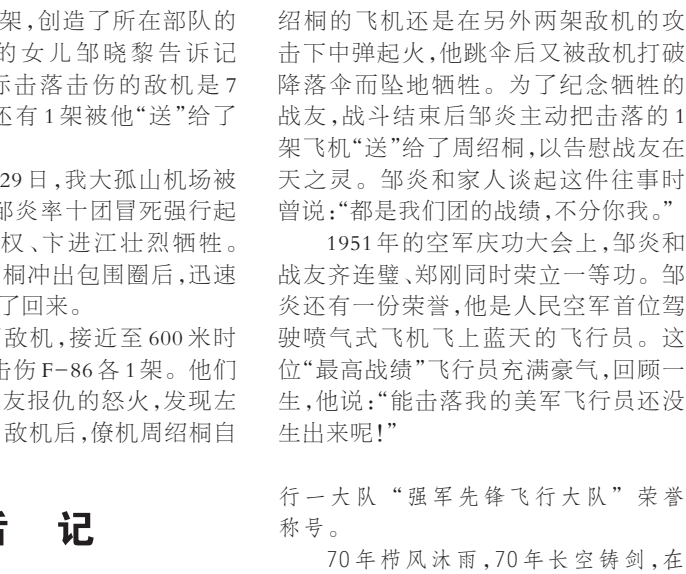 架,创造了所在部队的
的女儿邹晓黎告诉记
际击落击伤的敌机是7
还有1架被他“送”给了
29日,我大孤山机场被
邹炎率十团冒死强行起
权、卞进江壮烈牺牲。
桐冲出包围圈后,迅速
了回来。
敌机,接近至600米时
击伤F-86各1架。他们
友报仇的怒火,发现左
敌机后,僚机周绍桐自
绍桐的飞机还是在另外两架敌机的攻
击下中弹起火,他跳伞后又被敌机打破
降落伞而坠地牺牲。为了纪念牺牲的
战友,战斗结束后邹炎主动把击落的1
架飞机“送”给了周绍桐,以告慰战友在
天之灵。邹炎和家人谈起这件往事时
曾说:“都是我们团的战绩,不分你我。”
1951年的空军庆功大会上,邹炎和
战友齐连璧、郑刚同时荣立一等功。邹
炎还有一份荣誉,他是人民空军首位驾
驶喷气式飞机飞上蓝天的飞行员。这
位“最高战绩”飞行员充满豪气,回顾一
生,他说:“能击落我的美军飞行员还没
生出来呢!”
后 记
行一大队“强军先锋飞行大队”荣誉
称号。
70年栉风沐雨,70年长空铸剑,在